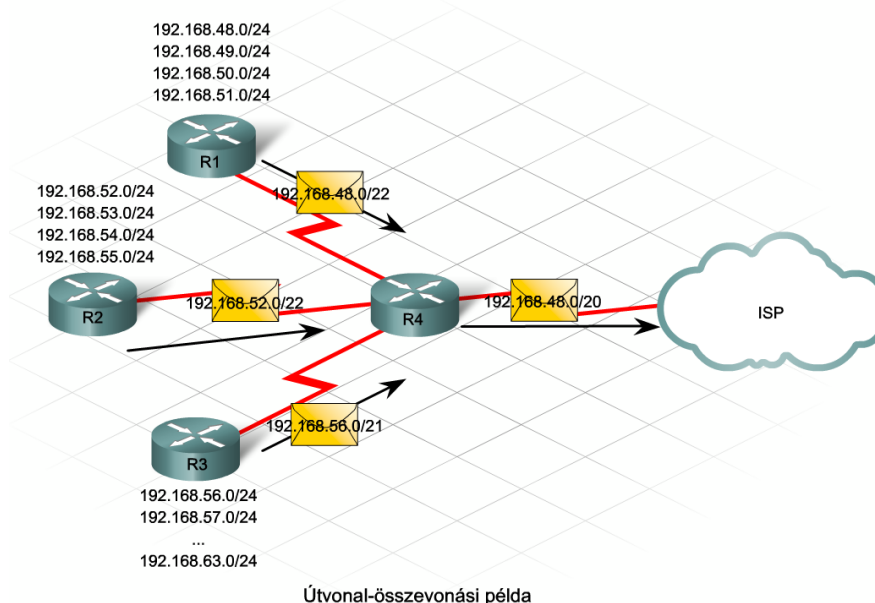 192.168.48.0/24
192.168.49.0/24
192.168.50.0/24
192.168.51.0/24
R1
192.168.48.0/22
192.168.52.0/24
192.168.53.0/24
192.168.54.0/24
192.168.55.0/24
R2
192.168.52.0/22
R4
192.168.48.0/20
ISP
192.168.56.0/21
R3
192.168.56.0/24
192.168.57.0/24
...
192.168.63.0/24
Útvonal-összevonási példa